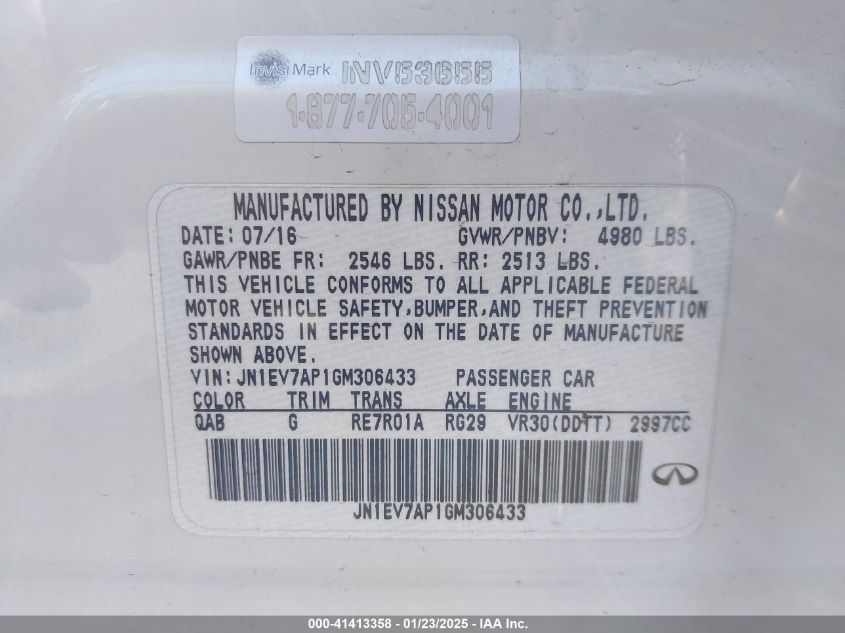 InvisiMark INV53656
1-877-705-4001
MANUFACTURED BY NISSAN MOTOR CO.,LTD.
DATE: 07/16 GVWR/PNBV: 4980 LBS.
GAWR/PNBE FR: 2546 LBS. RR: 2513 LBS.
THIS VEHICLE CONFORMS TO ALL APPLICABLE FEDERAL
MOTOR VEHICLE SAFETY,BUMPER,AND THEFT PREVENTION
STANDARDS IN EFFECT ON THE DATE OF MANUFACTURE
SHOWN ABOVE.
VIN:JN1EV7AP1GM306433 PASSENGER CAR
COLOR TRIM TRANS AXLE ENGINE
QAB G RE7R01A RG29 VR30(DDTT) 2997CC
JN1EV7AP1GM306433
000-41413358 - 01/23/2025 - IAA Inc.